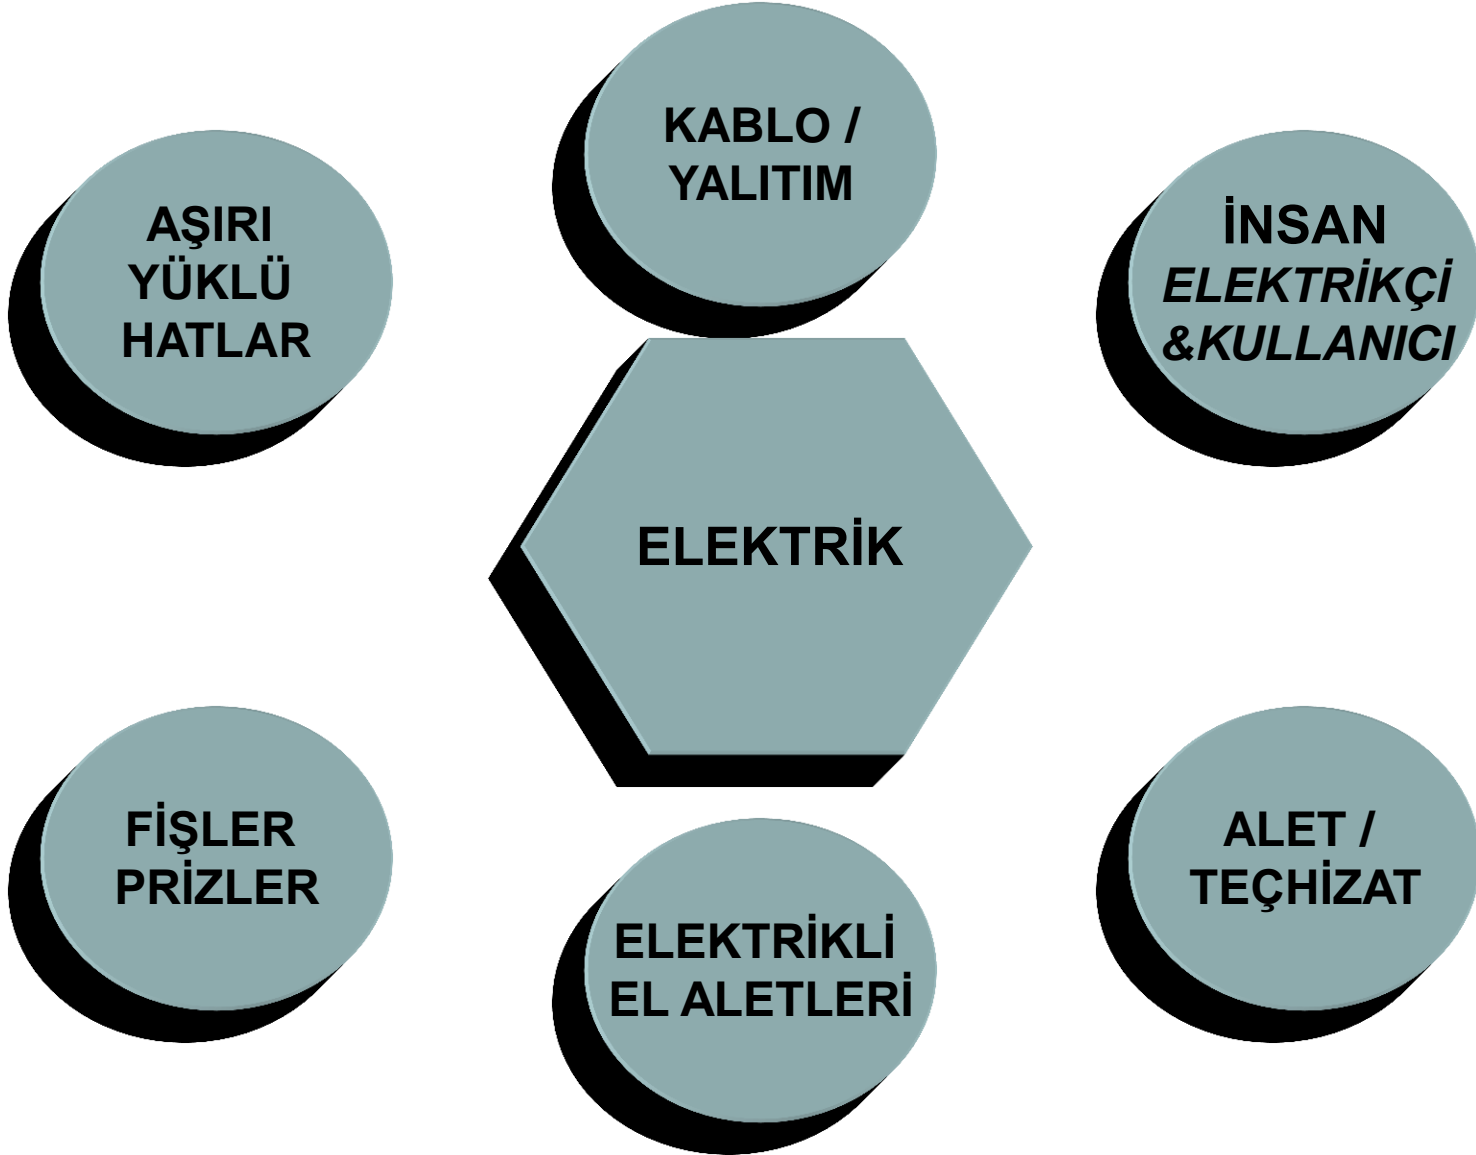 KABLO /
YALITIM
AŞIRI
YÜKLÜ
HATLAR
İNSAN
ELEKTRİKÇİ
&KULLANICI
ELEKTRİK
FİŞLER
PRİZLER
ELEKTRİKLİ
EL ALETLERİ
ALET /
TEÇHİZAT